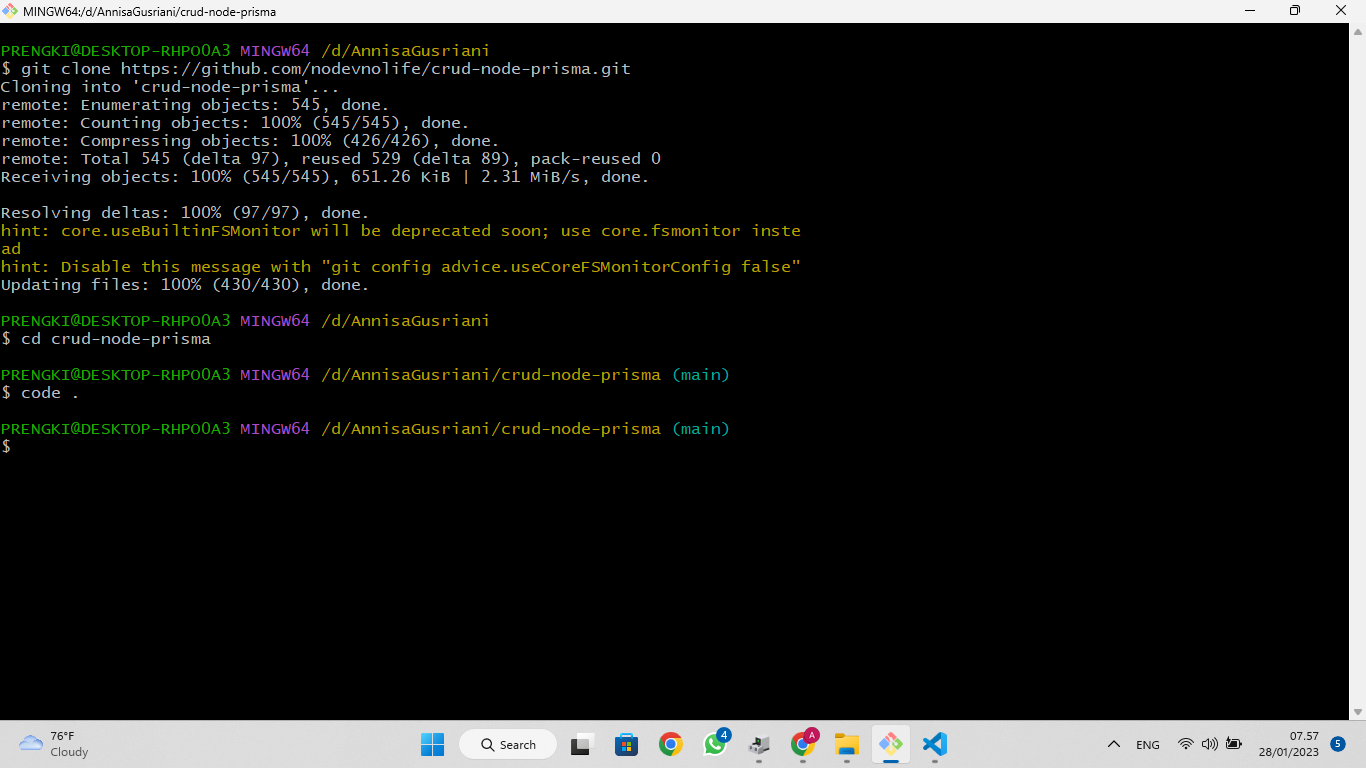 MINGW64:/d/AnnisaGusriani/crud-node-prisma
PRENGKI@DESKTOP-RHPO0A3 MINGW64 /d/AnnisaGusriani
$ git clone https://github.com/nodevnolife/crud-node-prisma.git
Cloning into 'crud-node-prisma'...
remote: Enumerating objects: 545, done.
remote: Counting objects: 100% (545/545), done.
remote: Compressing objects: 100% (426/426), done.
remote: Total 545 (delta 97), reused 529 (delta 89), pack-reused 0
Receiving objects: 100% (545/545), 651.26 KiB | 2.31 MiB/s, done.
Resolving deltas: 100% (97/97), done.
hint: core.useBuiltinFSMonitor will be deprecated soon; use core.fsmonitor inste
ad
hint: Disable this message with "git config advice.useCoreFSMonitorConfig false"
Updating files: 100% (430/430), done.
PRENGKI@DESKTOP-RHPO0A3 MINGW64 /d/AnnisaGusriani
$ cd crud-node-prisma
PRENGKI@DESKTOP-RHPO0A3 MINGW64 /d/AnnisaGusriani/crud-node-prisma (main)
$ code .
PRENGKI@DESKTOP-RHPO0A3 MINGW64 /d/AnnisaGusriani/crud-node-prisma (main)
$
76°F
Cloudy
Search
4
A
ENG
07.57
28/01/2023
5